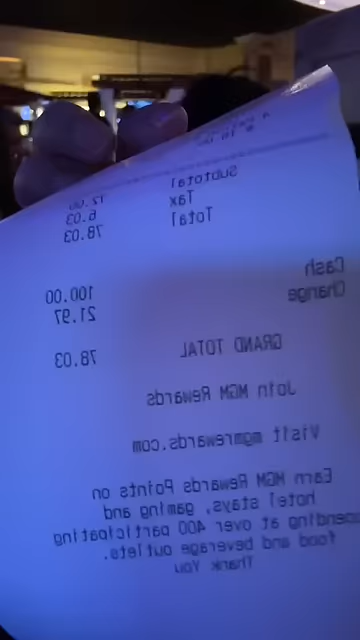 Subtotal 72.00
Tax 6.03
Total 78.03
Cash 100.00
Change 21.97
GRAND TOTAL 78.03
Join MGM Rewards
Visit mgmrewards.com
Earn MGM Rewards Points on
hotel stays, gaming and
spending at over 400 participating
food and beverage outlets.
Thank You